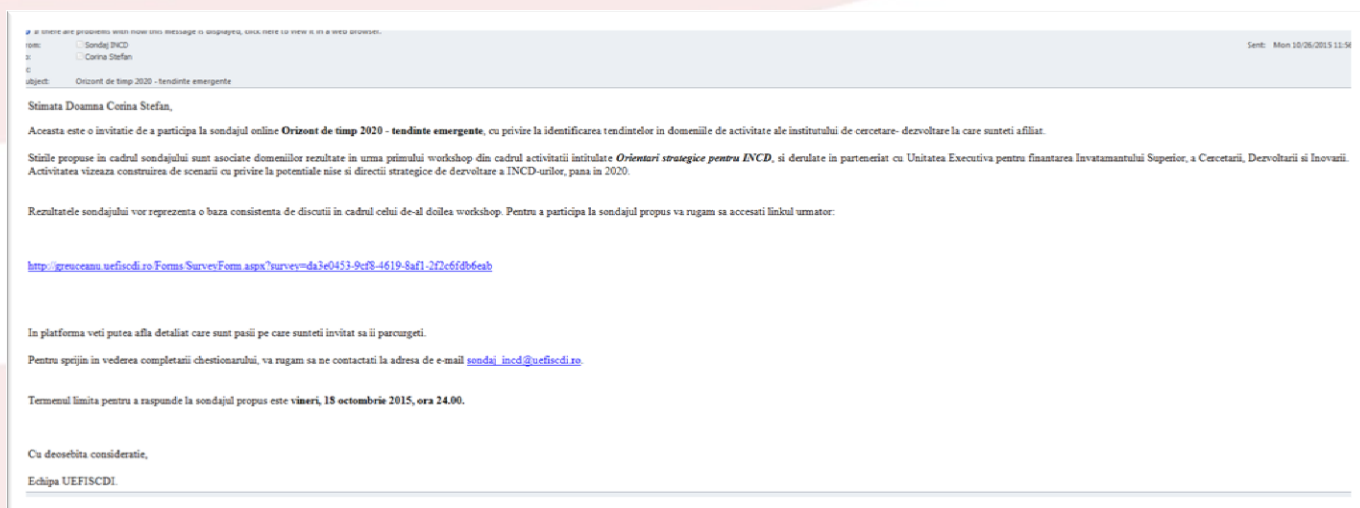 if there are problems with how this message is displayed, click here to view it in a web browser.
rom: Sondaj INCD Sent: Mon 10/26/2015 11:56
Corina Stefan
ubject: Orizont de timp 2020 - tendinte emergente
Stimata Doamna Corina Stefan,
Aceasta este o invitatie de a participa la sondajul online Orizont de timp 2020 - tendinte emergente, cu privire la identificarea tendintelor in domeniile de activitate ale institutului de cercetare- dezvoltare la care sunteti afiliat.
Stirile propuse in cadrul sondajului sunt asociate domeniilor rezultate in urma primului workshop din cadrul activitatii intitulate Orientari strategice pentru INCD, si derulate in parteneriat cu Unitatea Executiva pentru finantarea Invatamantului Superior, a Cercetarii, Dezvoltarii si Inovarii.
Activitatea vizeaza construirea de scenarii cu privire la potentiale nise si directii strategice de dezvoltare a INCD-urilor, pana in 2020.
Rezultatele sondajului vor reprezenta o baza consistenta de discutii in cadrul celui de-al doilea workshop. Pentru a participa la sondajul propus va rugam sa accesati linkul urmator:
http://greuceanu.uefiscdi.ro/Forms/SurveyForm.aspx?survey=da3e0453-9cf8-4619-8af1-2f2c6fdb6eab
In platforma veti putea afla detaliat care sunt pasii pe care sunteti invitat sa ii parcurgeti.
Pentru sprijin in vederea completarii chestionarului, va rugam sa ne contactati la adresa de e-mail sondaj_incd@uefiscdi.ro.
Termenul limita pentru a raspunde la sondajul propus este vineri, 18 octombrie 2015, ora 24.00.
Cu deosebita consideratie,
Echipa UEFISCDI.